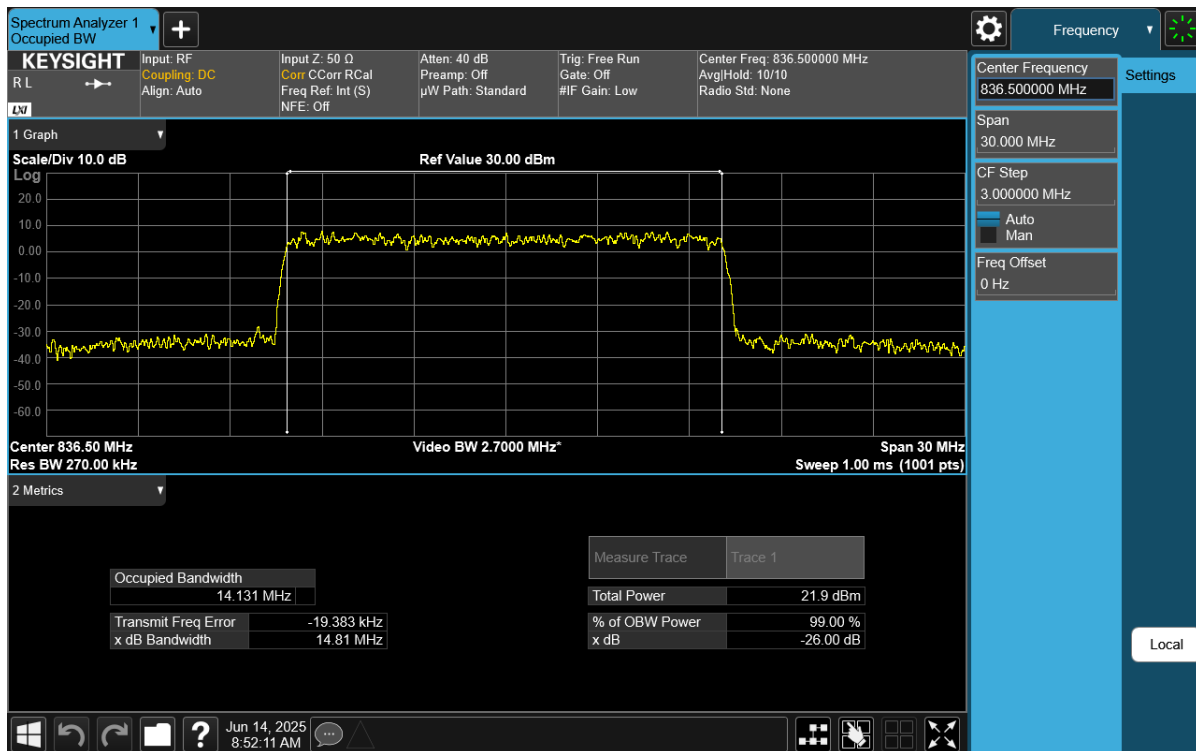 Spectrum Analyzer 1
Occupied BW
Frequency
KEYSIGHT
R L
LXI
Input: RF
Coupling: DC
Align: Auto
Input Z: 50 Ω
Corr CCorr RCal
Freq Ref: Int (S)
NFE: Off
Atten: 40 dB
Preamp: Off
µW Path: Standard
Trig: Free Run
Gate: Off
#IF Gain: Low
Center Freq: 836.500000 MHz
Avg|Hold: 10/10
Radio Std: None
Center Frequency
836.500000 MHz
Settings
Span
30.000 MHz
CF Step
3.000000 MHz
Auto
Man
Freq Offset
0 Hz
Local
1 Graph
Scale/Div 10.0 dB
Ref Value 30.00 dBm
Log
20.0
10.0
0.00
-10.0
-20.0
-30.0
-40.0
-50.0
-60.0
Center 836.50 MHz
Video BW 2.7000 MHz*
Span 30 MHz
Res BW 270.00 kHz
Sweep 1.00 ms (1001 pts)
2 Metrics
Measure Trace
Trace 1
Occupied Bandwidth
14.131 MHz
Total Power
21.9 dBm
Transmit Freq Error
-19.383 kHz
% of OBW Power
99.00 %
x dB Bandwidth
14.81 MHz
x dB
-26.00 dB
?
Jun 14, 2025
8:52:11 AM